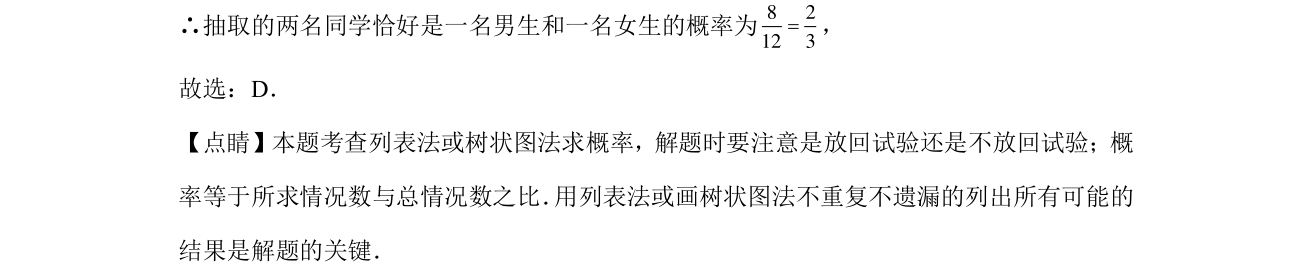 ∴抽取的两名同学恰好是一名男生和一名女生的概率为8/12=2/3，
故选：D．
【点睛】本题考查列表法或树状图法求概率，解题时要注意是放回试验还是不放回试验；概
率等于所求情况数与总情况数之比．用列表法或画树状图法不重复不遗漏的列出所有可能的
结果是解题的关键．